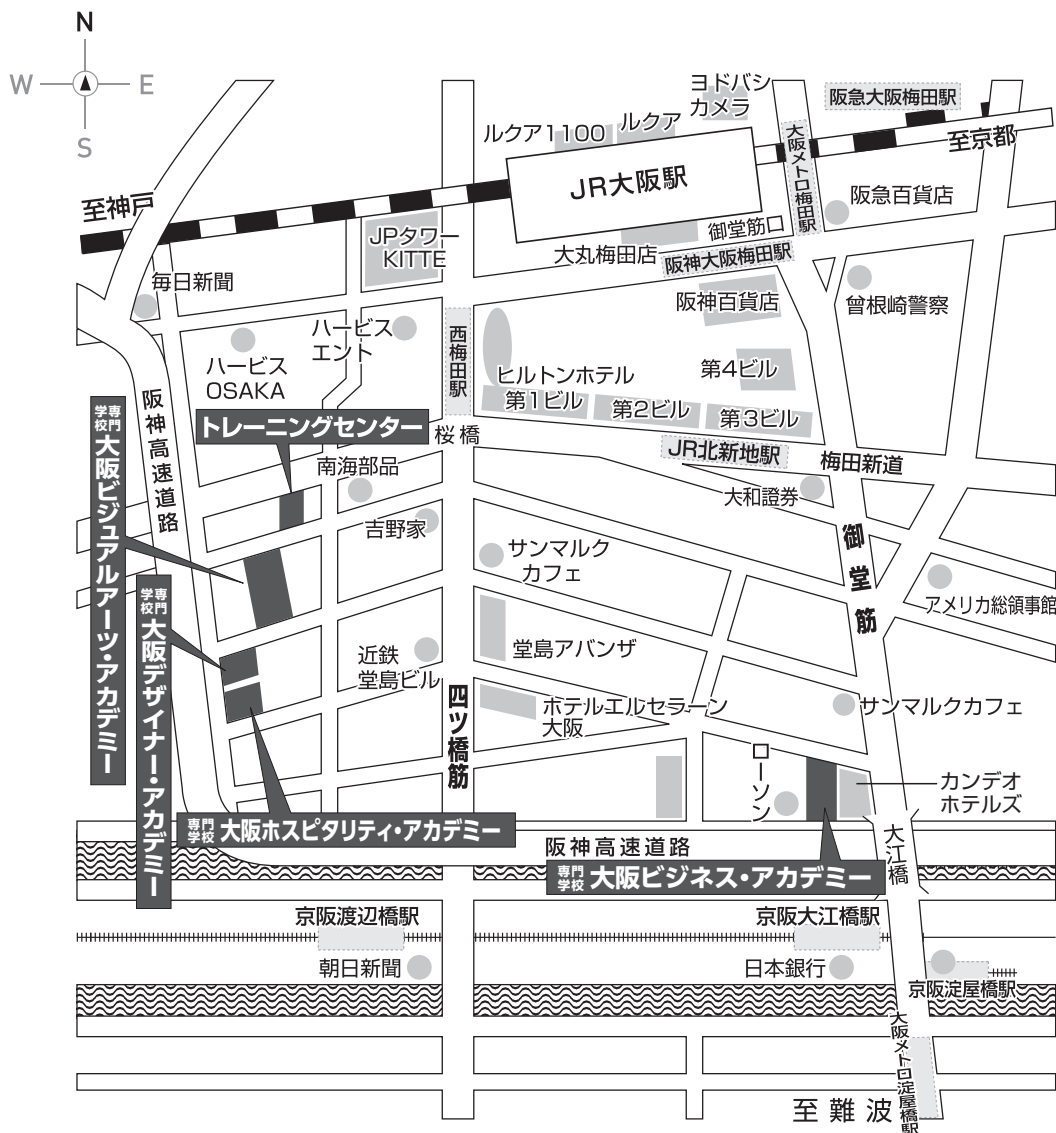 N
W
E
S
ヨドバシ
カメラ
阪急大阪梅田駅
ルクア1100
ルクア
大阪メトロ梅田駅
至京都
JR大阪駅
至神戸
阪急百貨店
JPタワー
KITTE
大丸梅田店
御堂筋口
阪神大阪梅田駅
毎日新聞
阪神百貨店
曾根崎警察
ハービス
エント
西梅田駅
ハービス
OSAKA
ヒルトンホテル
第4ビル
第1ビル
第2ビル
第3ビル
阪神高速道路
トレーニングセンター
桜橋
JR北新地駅
梅田新道
専門
学校
大阪ビジュアルアーツ・アカデミー
南海部品
大和證券
吉野家
サンマルク
カフェ
御堂筋
専門
学校
大阪デザイナー・アカデミー
アメリカ総領事館
近鉄
堂島ビル
堂島アバンザ
四ツ橋筋
ホテルエルセラーン
大阪
サンマルクカフェ
ローソン
カンデオ
ホテルズ
専門
学校
大阪ホスピタリティ・アカデミー
阪神高速道路
大江橋
専門
学校
大阪ビジネス・アカデミー
京阪渡辺橋駅
京阪大江橋駅
朝日新聞
日本銀行
京阪淀屋橋駅
大阪メトロ淀屋橋駅
至難波